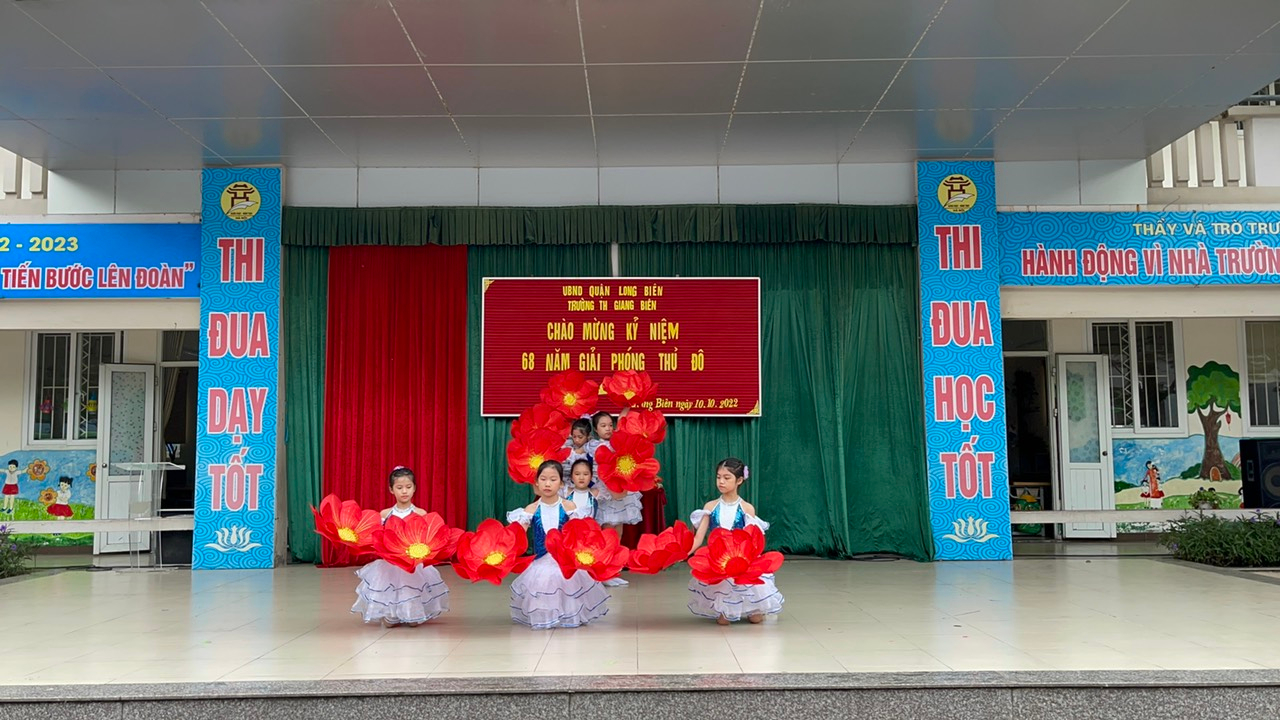 2 - 2023
TIẾN BƯỚC LÊN ĐOÀN"
THI
ĐUA
DẠY
TỐT
UBND QUẬN LONG BIÊN
TRƯỜNG TH GIANG BIÊN
CHÀO MỪNG KỶ NIỆM
68 NĂM GIẢI PHÓNG THỦ ĐÔ
Biên, ngày 10.10.2022
THI
ĐUA
HỌC
TỐT
THẦY VÀ TRÒ TRƯ
HÀNH ĐỘNG VÌ NHÀ TRƯỜN